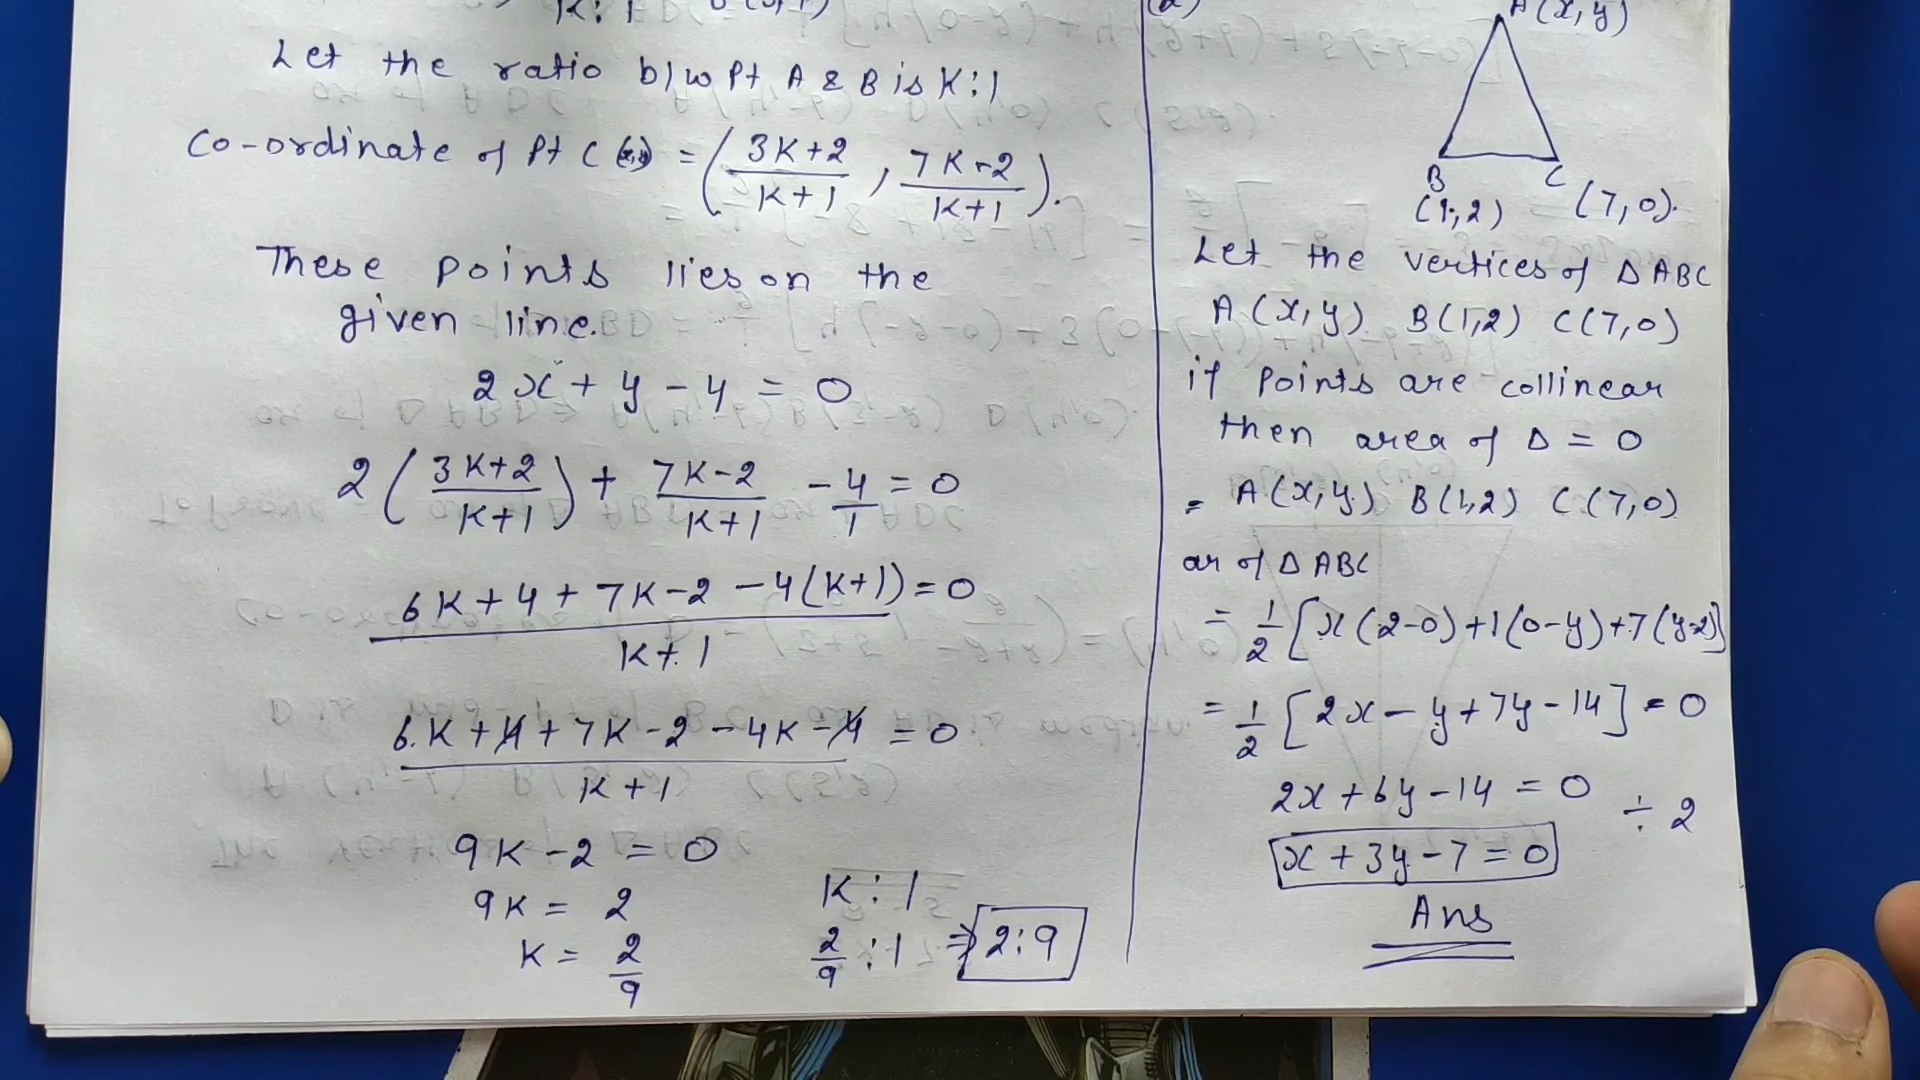 K : 1
Let the ratio b/w Pt A & B is K:1
Co-ordinate of Pt C (x,y) = ( 3K+2 / K+1 , 7K-2 / K+1 ).
These points lies on the
given line.
2x + y - 4 = 0
2 ( 3K+2 / K+1 ) + 7K-2 / K+1 - 4/1 = 0
6K+4+7K-2-4(K+1) / K+1 = 0
6K+4+7K-2-4K-4 / K+1 = 0
9K-2 = 0
9K = 2
K = 2/9
K : 1
2/9 : 1 ⇒ 2:9
(2)
A(x,y)
B
(1,2)
C (7,0).
Let the vertices of Δ ABC
A(x,y) B(1,2) C(7,0)
if points are collinear
then area of Δ = 0
= A(x,y) B(1,2) C(7,0)
ar of Δ ABC
= 1/2 [x(2-0)+1(0-y)+7(y-2)]
= 1/2 [2x-y+7y-14] = 0
2x+6y-14 = 0 ÷ 2
x+3y-7 = 0
Ans